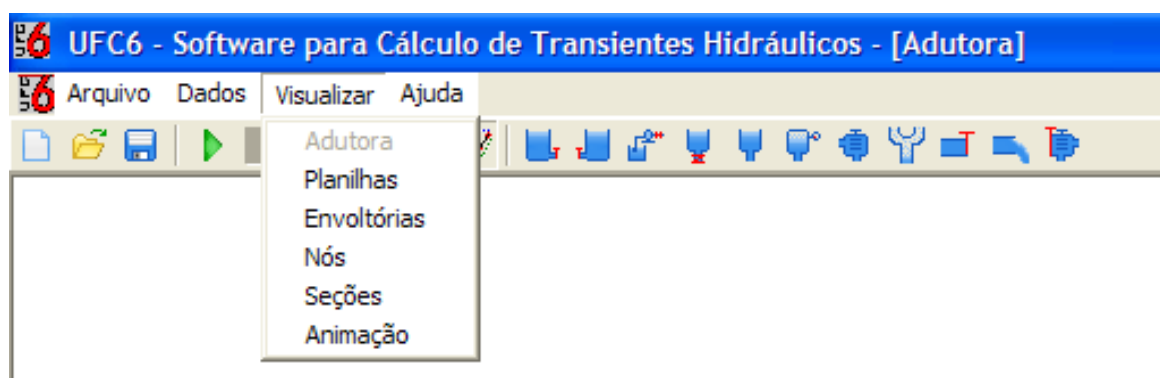 UFC6 - Software para Cálculo de Transientes Hidráulicos - [Adutora]
Arquivo Dados Visualizar Ajuda
Adutora
Planilhas
Envoltórias
Nós
Seções
Animação